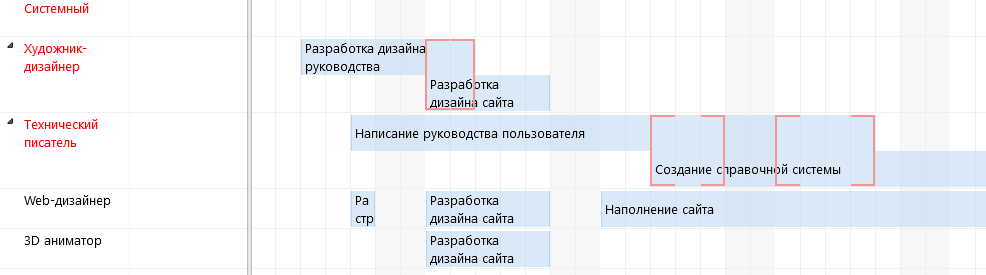 Системный
Художник-
дизайнер
Разработка дизайна
руководства
Разработка
дизайна сайта
Технический
писатель
Написание руководства пользователя
Создание справочной системы
Web-дизайнер
Ра
стр
Разработка
дизайна сайта
Наполнение сайта
3D аниматор
Разработка
дизайна сайта